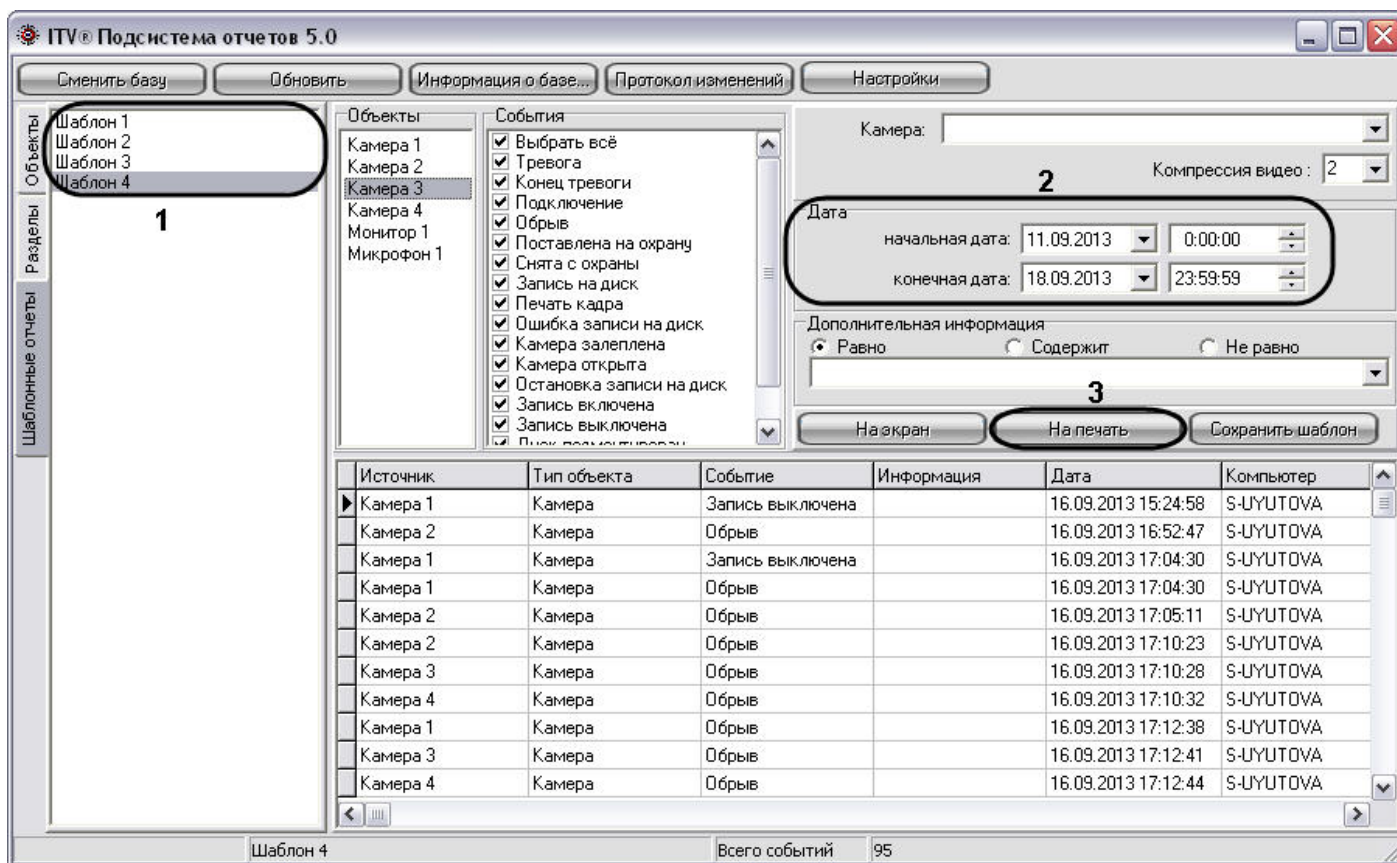 ITV® Подсистема отчетов 5.0
Сменить базу Обновить Информация о базе... Протокол изменений Настройки
Объекты
Разделы
Шаблонные отчеты
Шаблон 1
Шаблон 2
Шаблон 3
Шаблон 4
1
Объекты
Камера 1
Камера 2
Камера 3
Камера 4
Монитор 1
Микрофон 1
События
Выбрать всё
Тревога
Конец тревоги
Подключение
Обрыв
Поставлена на охрану
Снята с охраны
Запись на диск
Печать кадра
Ошибка записи на диск
Камера залеплена
Камера открыта
Остановка записи на диск
Запись включена
Запись выключена
Камера:
Компрессия видео : 2
2
Дата
начальная дата: 11.09.2013 0:00:00
конечная дата: 18.09.2013 23:59:59
Дополнительная информация
Равно Содержит Не равно
3
На экран На печать Сохранить шаблон
Источник Тип объекта Событие Информация Дата Компьютер
Камера 1 Камера Запись выключена 16.09.2013 15:24:58 S-UYUTOVA
Камера 2 Камера Обрыв 16.09.2013 16:52:47 S-UYUTOVA
Камера 1 Камера Запись выключена 16.09.2013 17:04:30 S-UYUTOVA
Камера 1 Камера Обрыв 16.09.2013 17:04:30 S-UYUTOVA
Камера 2 Камера Обрыв 16.09.2013 17:05:11 S-UYUTOVA
Камера 2 Камера Обрыв 16.09.2013 17:10:23 S-UYUTOVA
Камера 3 Камера Обрыв 16.09.2013 17:10:28 S-UYUTOVA
Камера 4 Камера Обрыв 16.09.2013 17:10:32 S-UYUTOVA
Камера 1 Камера Обрыв 16.09.2013 17:12:38 S-UYUTOVA
Камера 3 Камера Обрыв 16.09.2013 17:12:41 S-UYUTOVA
Камера 4 Камера Обрыв 16.09.2013 17:12:44 S-UYUTOVA
Шаблон 4 Всего событий 95